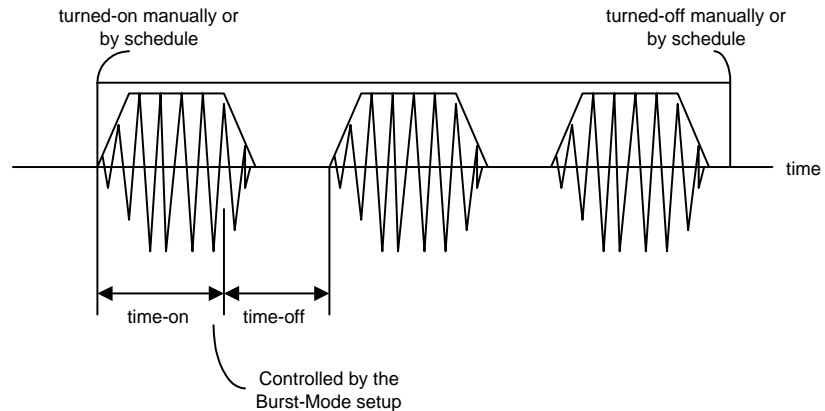 turned-on manually or
by schedule
turned-off manually or
by schedule
time
time-on
time-off
Controlled by the
Burst-Mode setup